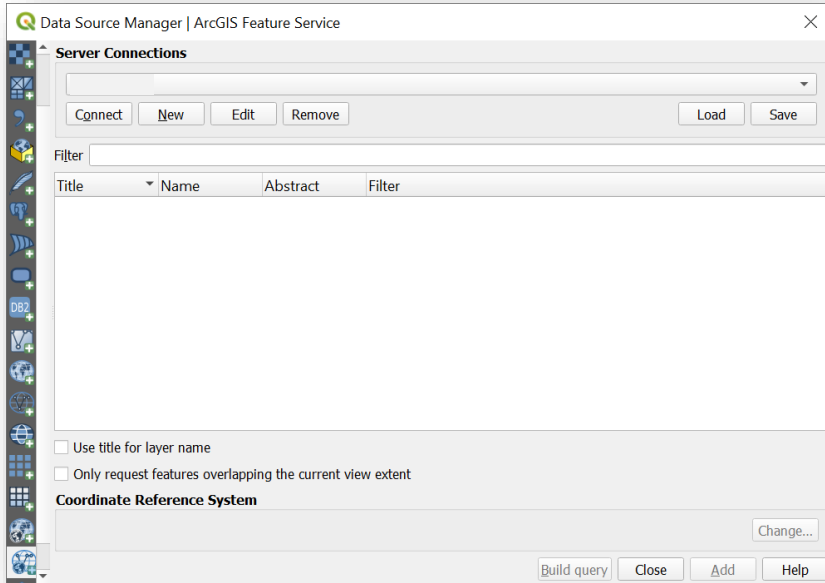 Data Source Manager | ArcGIS Feature Service
Server Connections
Connect New Edit Remove Load Save
Filter
Title Name Abstract Filter
DB2
Use title for layer name
Only request features overlapping the current view extent
Coordinate Reference System
Change...
Build query Close Add Help